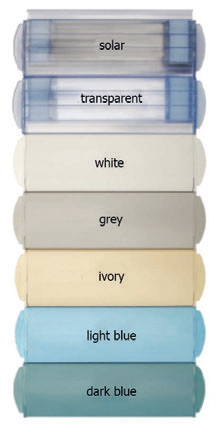 solar
transparent
white
grey
ivory
light blue
dark blue